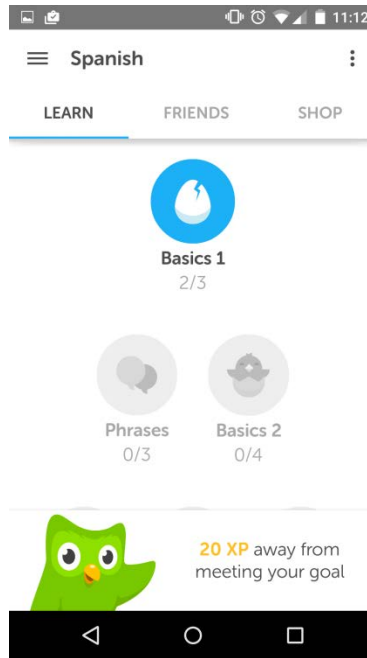 11:12
Spanish
LEARN FRIENDS SHOP
Basics 1
2/3
Phrases Basics 2
0/3 0/4
20 XP away from
meeting your goal